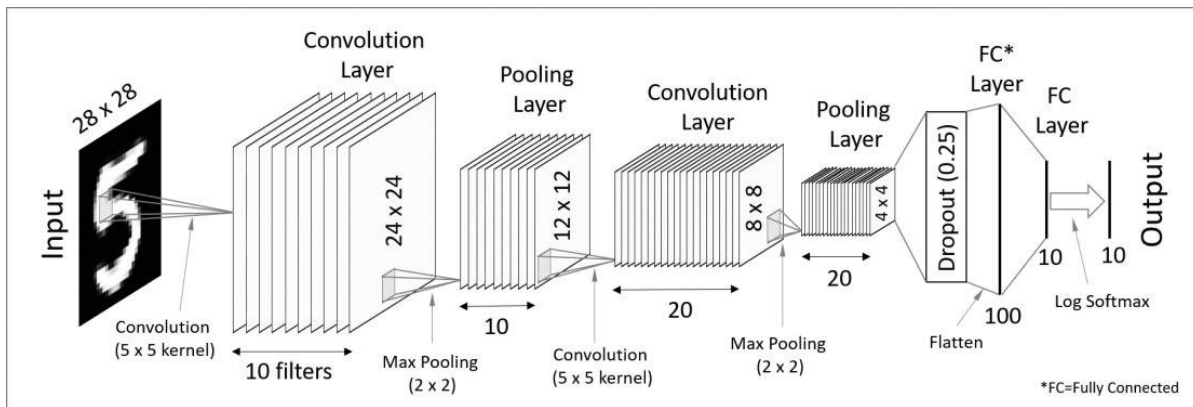 28 x 28
Input
Convolution
(5 x 5 kernel)
Convolution
Layer
24 x 24
10 filters
Max Pooling
(2 x 2)
Pooling
Layer
12 x 12
10
Convolution
(5 x 5 kernel)
Convolution
Layer
8 x 8
20
Max Pooling
(2 x 2)
Pooling
Layer
4 x 4
20
Dropout (0.25)
Flatten
FC*
Layer
100
FC
Layer
10
Log Softmax
10
Output
*FC=Fully Connected